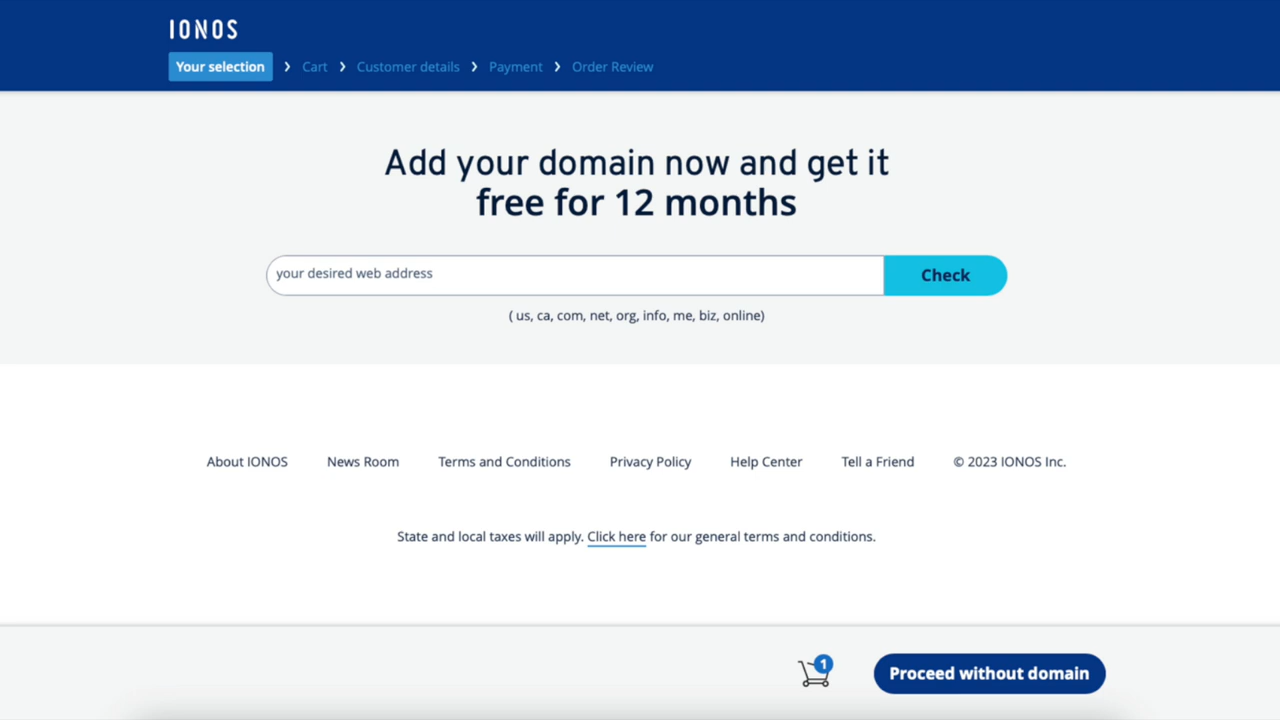 IONOS
Your selection > Cart > Customer details > Payment > Order Review
Add your domain now and get it
free for 12 months
your desired web address
Check
( us, ca, com, net, org, info, me, biz, online)
About IONOS News Room Terms and Conditions Privacy Policy Help Center Tell a Friend © 2023 IONOS Inc.
State and local taxes will apply. Click here for our general terms and conditions.
1
Proceed without domain